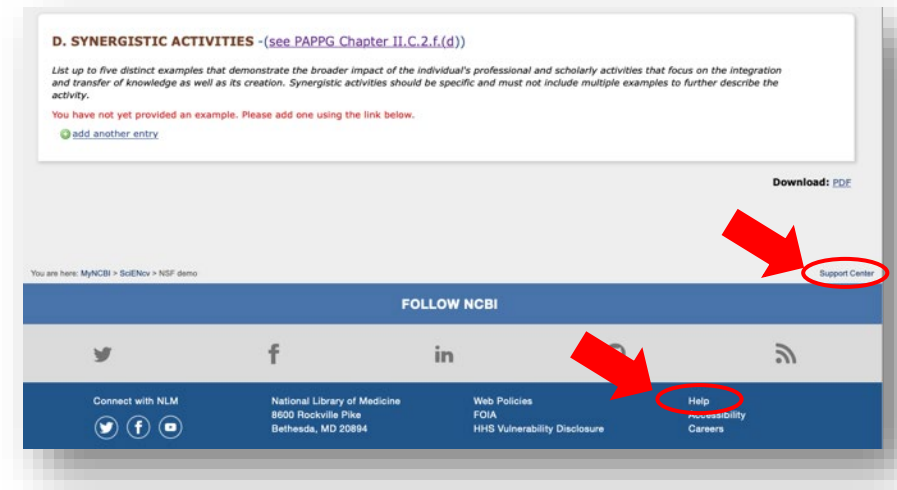 D. SYNERGISTIC ACTIVITIES -(see PAPPG Chapter II.C.2.f.(d))
List up to five distinct examples that demonstrate the broader impact of the individual's professional and scholarly activities that focus on the integration
and transfer of knowledge as well as its creation. Synergistic activities should be specific and must not include multiple examples to further describe the
activity.
You have not yet provided an example. Please add one using the link below.
add another entry
Download: PDF
You are here: MyNCBI > SciENcv > NSF demo
Support Center
FOLLOW NCBI
Connect with NLM
National Library of Medicine
8600 Rockville Pike
Bethesda, MD 20894
Web Policies
FOIA
HHS Vulnerability Disclosure
Help
Accessibility
Careers